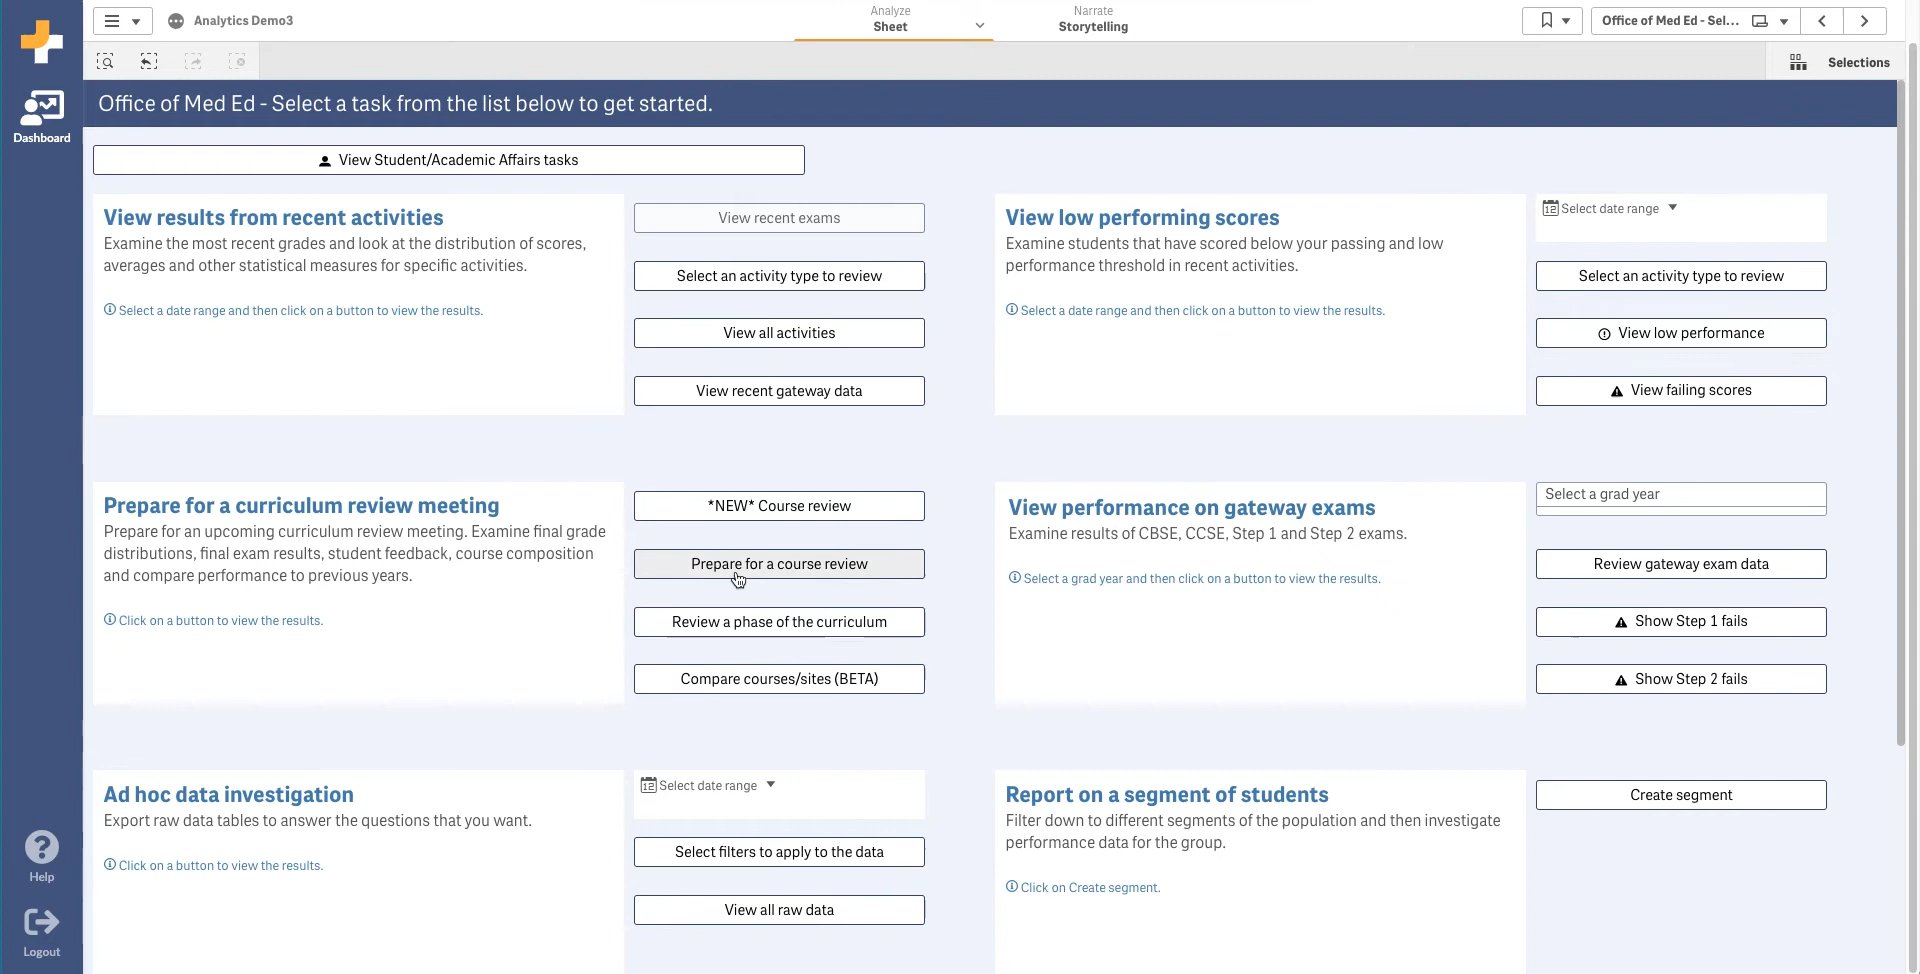 Analytics Demo3
Analyze
Sheet
Narrate
Storytelling
Office of Med Ed - Sel...
Selections
Dashboard
Office of Med Ed - Select a task from the list below to get started.
View Student/Academic Affairs tasks
View results from recent activities
Examine the most recent grades and look at the distribution of scores,
averages and other statistical measures for specific activities.
Select a date range and then click on a button to view the results.
View recent exams
Select an activity type to review
View all activities
View recent gateway data
View low performing scores
Examine students that have scored below your passing and low
performance threshold in recent activities.
Select a date range and then click on a button to view the results.
12 Select date range
Select an activity type to review
View low performance
View failing scores
Prepare for a curriculum review meeting
Prepare for an upcoming curriculum review meeting. Examine final grade
distributions, final exam results, student feedback, course composition
and compare performance to previous years.
Click on a button to view the results.
*NEW* Course review
Prepare for a course review
Review a phase of the curriculum
Compare courses/sites (BETA)
View performance on gateway exams
Examine results of CBSE, CCSE, Step 1 and Step 2 exams.
Select a grad year and then click on a button to view the results.
Select a grad year
Review gateway exam data
Show Step 1 fails
Show Step 2 fails
Ad hoc data investigation
Export raw data tables to answer the questions that you want.
Click on a button to view the results.
12 Select date range
Select filters to apply to the data
View all raw data
Report on a segment of students
Filter down to different segments of the population and then investigate
performance data for the group.
Click on Create segment.
Create segment
Help
Logout